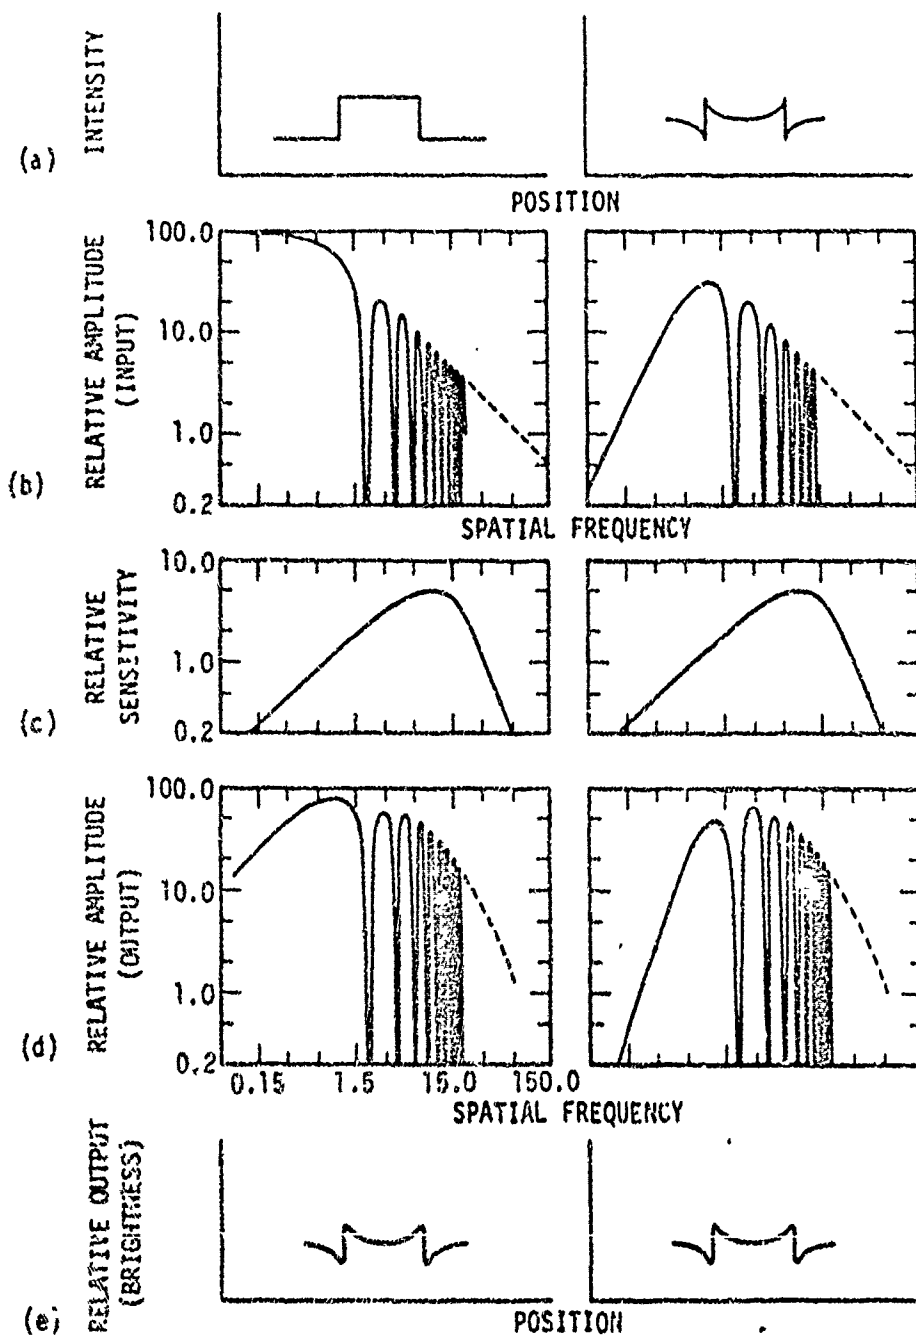 (a)
INTENSITY
POSITION
(b)
RELATIVE AMPLITUDE
(INPUT)
100.0
10.0
1.0
0.2
SPATIAL FREQUENCY
(c)
RELATIVE
SENSITIVITY
10.0
1.0
0.2
(d)
RELATIVE AMPLITUDE
(OUTPUT)
100.0
10.0
1.0
0.2
0.15 1.5 15.0 150.0
SPATIAL FREQUENCY
(e)
RELATIVE OUTPUT
(BRIGHTNESS)
POSITION